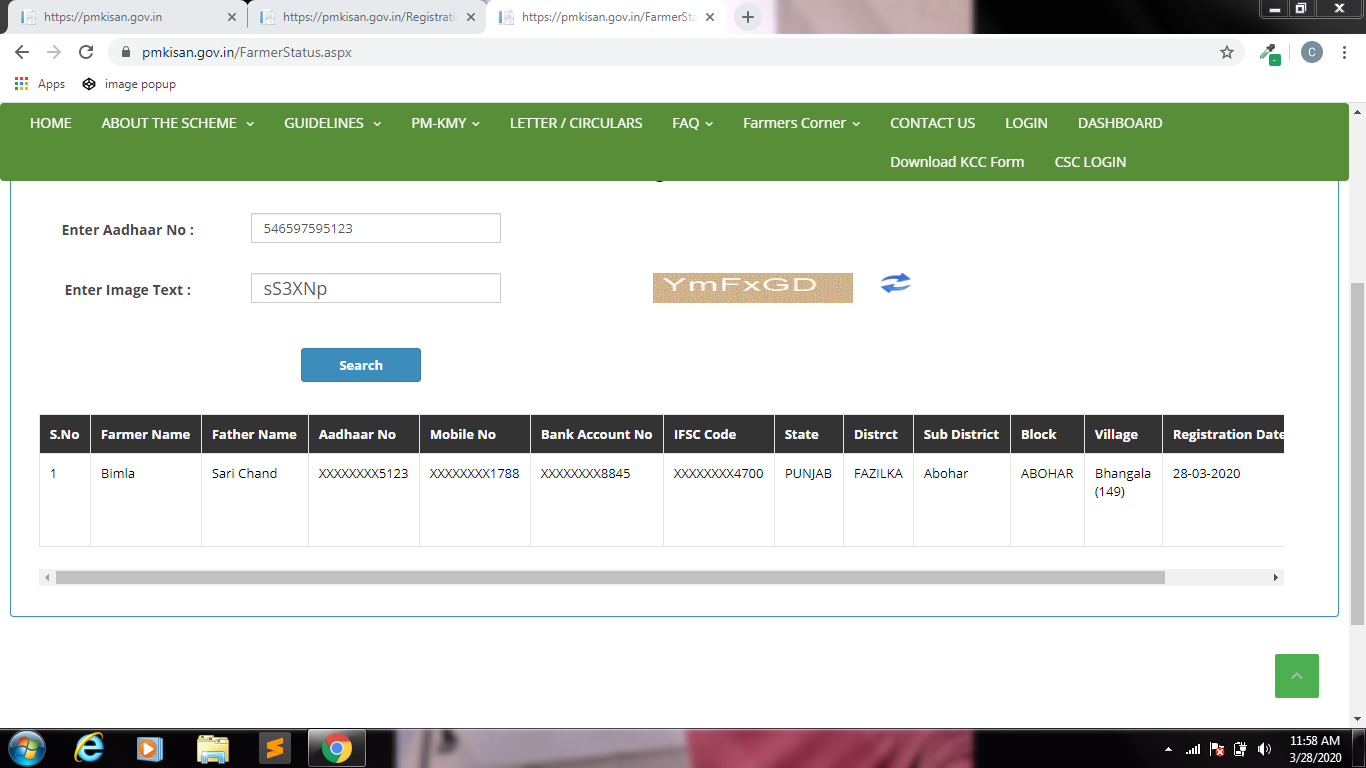 https://pmkisan.gov.in
https://pmkisan.gov.in/Registrati
https://pmkisan.gov.in/FarmerSta
pmkisan.gov.in/FarmerStatus.aspx
C
Apps
image popup
HOME ABOUT THE SCHEME GUIDELINES PM-KMY LETTER / CIRCULARS FAQ Farmers Corner CONTACT US LOGIN DASHBOARD
Download KCC Form CSC LOGIN
Enter Aadhaar No : 546597595123
Enter Image Text : sS3XNp YmFxGD
Search
S.No Farmer Name Father Name Aadhaar No Mobile No Bank Account No IFSC Code State Distrct Sub District Block Village Registration Date
1 Bimla Sari Chand XXXXXXXX5123 XXXXXXXX1788 XXXXXXXX8845 XXXXXXXX4700 PUNJAB FAZILKA Abohar ABOHAR Bhangala 28-03-2020
(149)
11:58 AM
3/28/2020